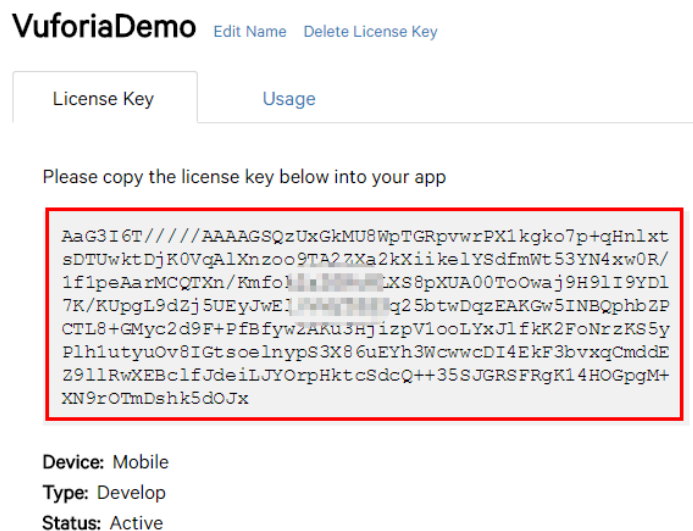 VuforiaDemo Edit Name Delete License Key
License Key Usage
Please copy the license key below into your app
AaG3I6T/////AAAAGSQzUxGkMU8WpTGRpvwrPX1kgko7p+qHnlxt
sDTUwktDjK0VqAlXnzoo9TA2ZXa2kXiikelYSdfmWt53YN4xw0R/
1f1peAarMCQTXn/Kmfo LXS8pXUA00ToOwaj9H9lI9YDl
7K/KUpgL9dZj5UEyJwE q25btwDqzEAKGw5INBQphbZP
CTL8+GMyc2d9F+PfBfyw2AKu3HjizpV1ooLYxJlfkK2FoNrzKS5y
Plh1utyuOv8IGtsoelnypS3X86uEYh3WcwwcDI4EkF3bvxqCmddE
Z9llRwXEBclfJdeiLJYOrpHktcSdcQ++35SJGRSFRgK14HOGpgM+
XN9rOTmDshk5dOJx
Device: Mobile
Type: Develop
Status: Active